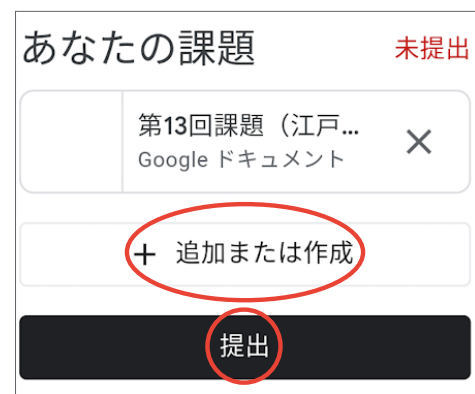 あなたの課題
未提出
第13回課題（江戸...
Google ドキュメント
+ 追加または作成
提出